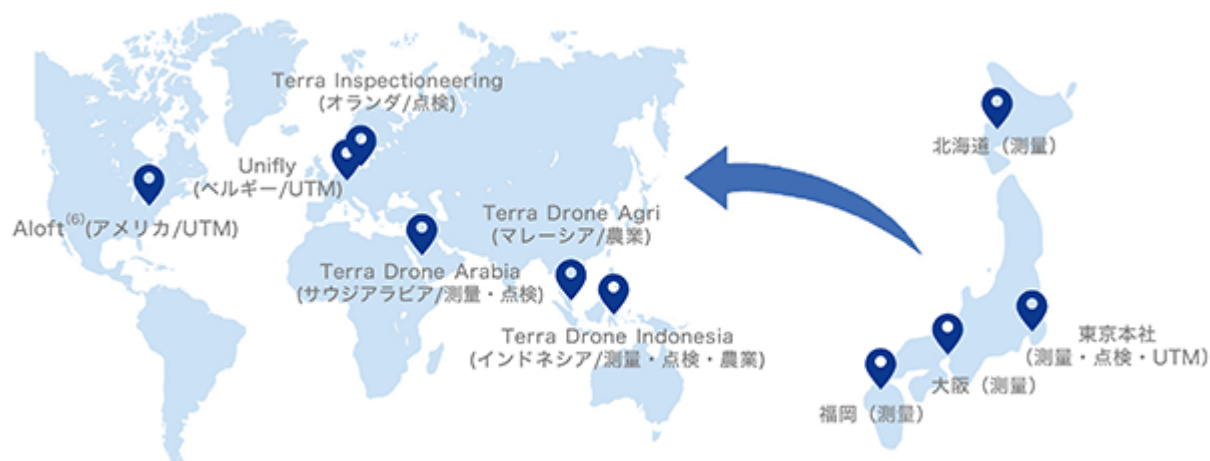 Terra Inspectioneering
(オランダ/点検)
Unifly
(ベルギー/UTM)
Aloft(6)(アメリカ/UTM)
Terra Drone Agri
(マレーシア/農業)
Terra Drone Arabia
(サウジアラビア/測量・点検)
Terra Drone Indonesia
(インドネシア/測量・点検・農業)
北海道（測量）
東京本社
（測量・点検・UTM）
大阪（測量）
福岡（測量）